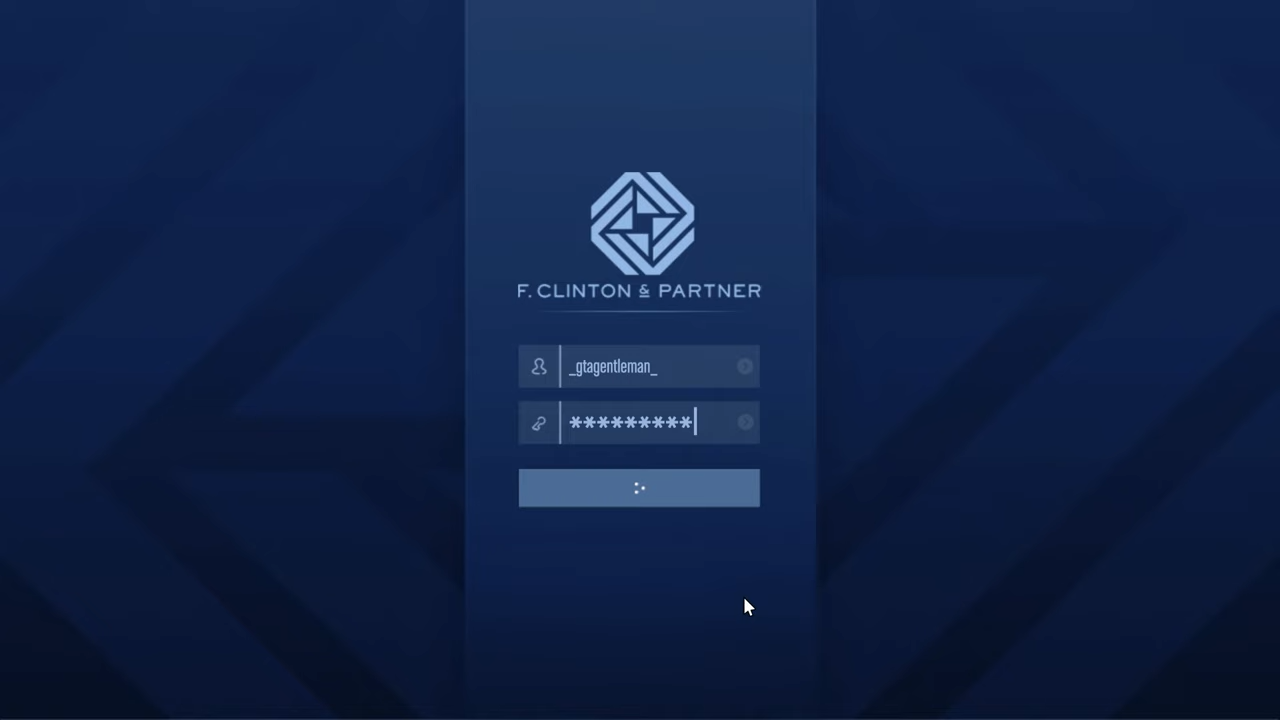 F. CLINTON & PARTNER
_gtagentleman_
*********